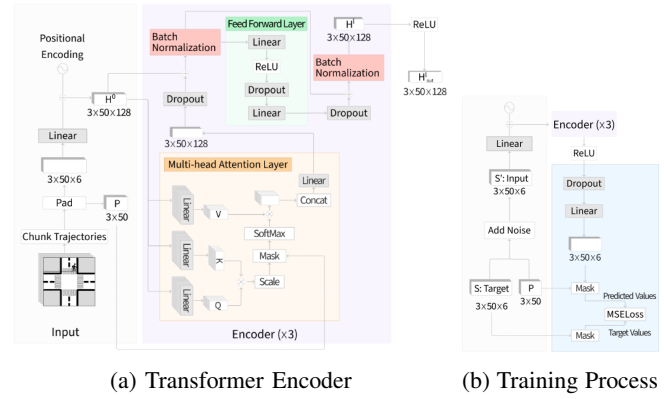 Positional
Encoding
H⁰
3×50×128
Linear
3×50×6
Pad
P
3×50
Chunk Trajectories
Input
Batch
Normalization
Feed Forward Layer
Linear
ReLU
Dropout
Linear
Dropout
3×50×128
Dropout
Batch
Normalization
Hˡ
3×50×128
ReLU
Hˡout
3×50×128
Multi-head Attention Layer
Linear
V
Linear
K
Linear
Q
Scale
Mask
SoftMax
Concat
Linear
Encoder (×3)
(a) Transformer Encoder
Linear
S': Input
3×50×6
Add Noise
S: Target
3×50×6
P
3×50
Encoder (×3)
ReLU
Dropout
Linear
3×50×6
Mask
Predicted Values
MSELoss
Mask
Target Values
(b) Training Process